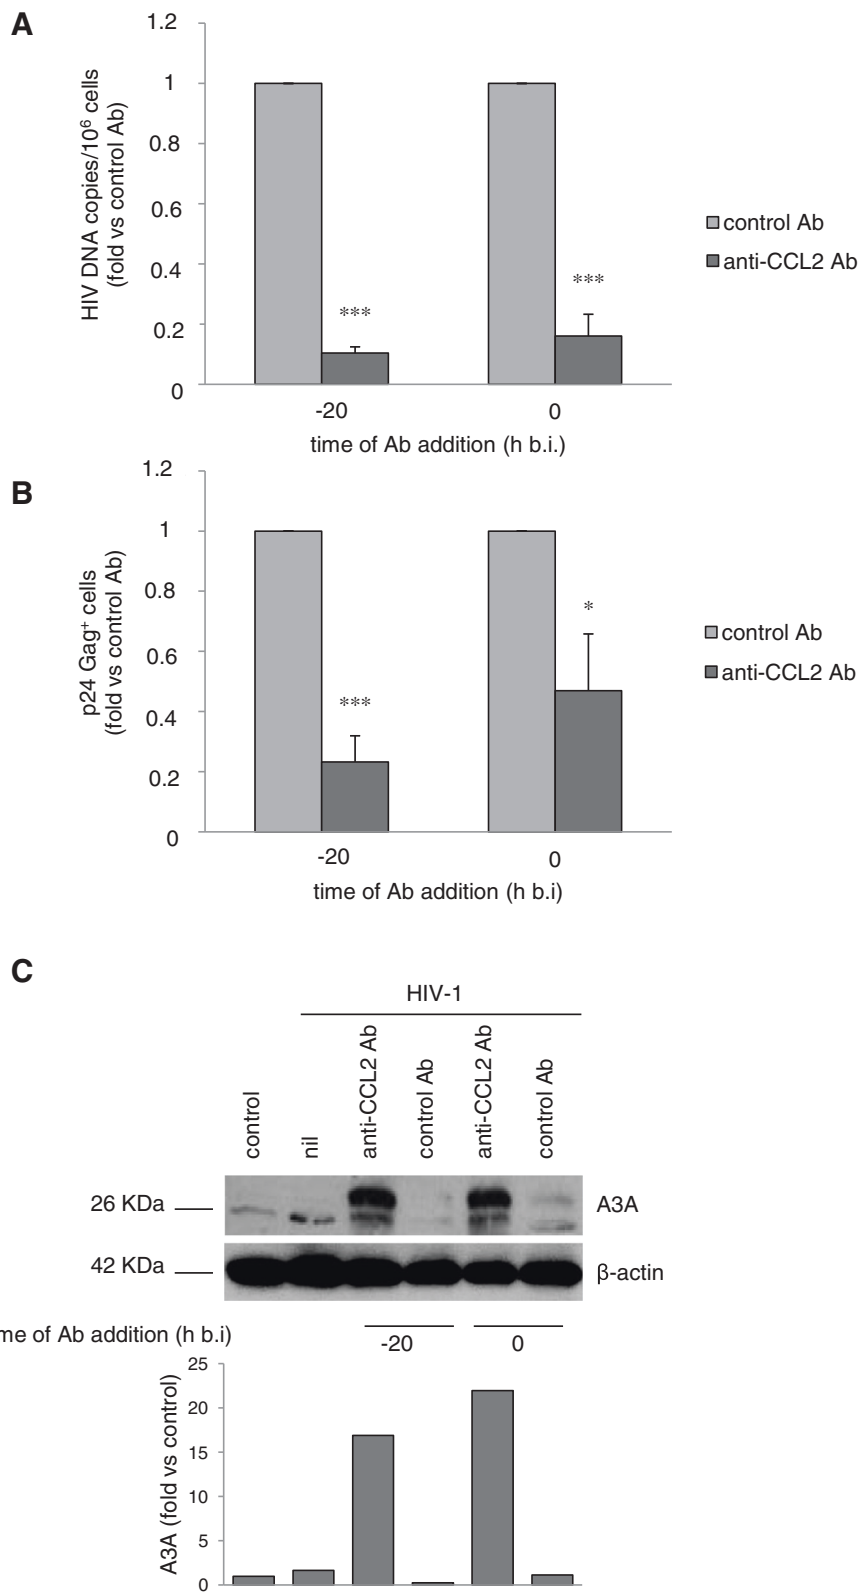 A
1.2
1
0.8
0.6
0.4
0.2
0
HIV DNA copies/10⁶ cells
(fold vs control Ab)
***
***
control Ab
anti-CCL2 Ab
-20
0
time of Ab addition (h b.i.)
B
1.2
1
0.8
0.6
0.4
0.2
0
p24 Gag⁺ cells
(fold vs control Ab)
***
*
control Ab
anti-CCL2 Ab
-20
0
time of Ab addition (h b.i)
C
HIV-1
control
nil
anti-CCL2 Ab
control Ab
anti-CCL2 Ab
control Ab
26 KDa
A3A
42 KDa
β-actin
me of Ab addition (h b.i)
-20
0
A3A (fold vs control)
25
20
15
10
5
0